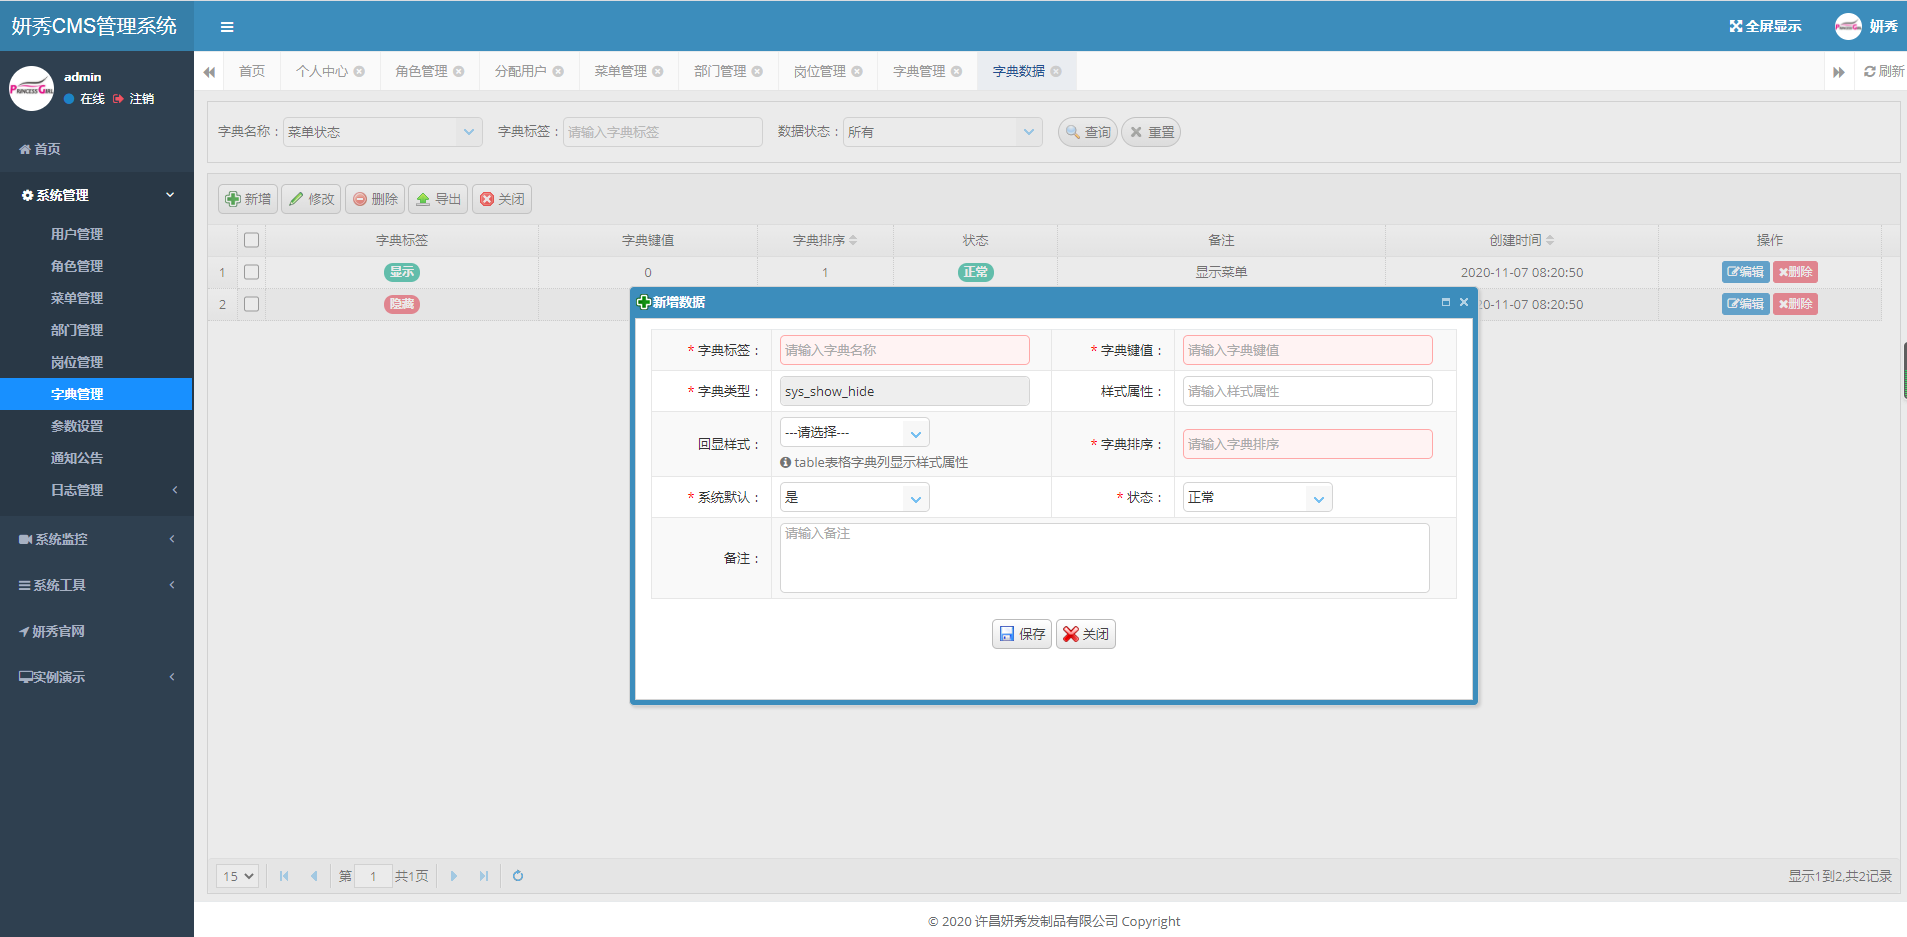 妍秀CMS管理系统
全屏显示
妍秀
admin
在线 注销
首页
系统管理
用户管理
角色管理
菜单管理
部门管理
岗位管理
字典管理
参数设置
通知公告
日志管理
系统监控
系统工具
妍秀官网
实例演示
首页 个人中心 角色管理 分配用户 菜单管理 部门管理 岗位管理 字典管理 字典数据 刷新
字典名称： 菜单状态 字典标签： 请输入字典标签 数据状态： 所有 查询 重置
新增 修改 删除 导出 关闭
字典标签 字典键值 字典排序 状态 备注 创建时间 操作
1 显示 0 1 正常 显示菜单 2020-11-07 08:20:50 编辑 删除
2 隐藏 0-11-07 08:20:50 编辑 删除
新增数据
* 字典标签： 请输入字典名称 * 字典键值： 请输入字典键值
* 字典类型： sys_show_hide 样式属性： 请输入样式属性
回显样式： ---请选择--- * 字典排序： 请输入字典排序
table表格字典列显示样式属性
* 系统默认： 是 * 状态： 正常
备注： 请输入备注
保存 关闭
15 第 1 共1页
显示1到2,共2记录
© 2020 许昌妍秀发制品有限公司 Copyright